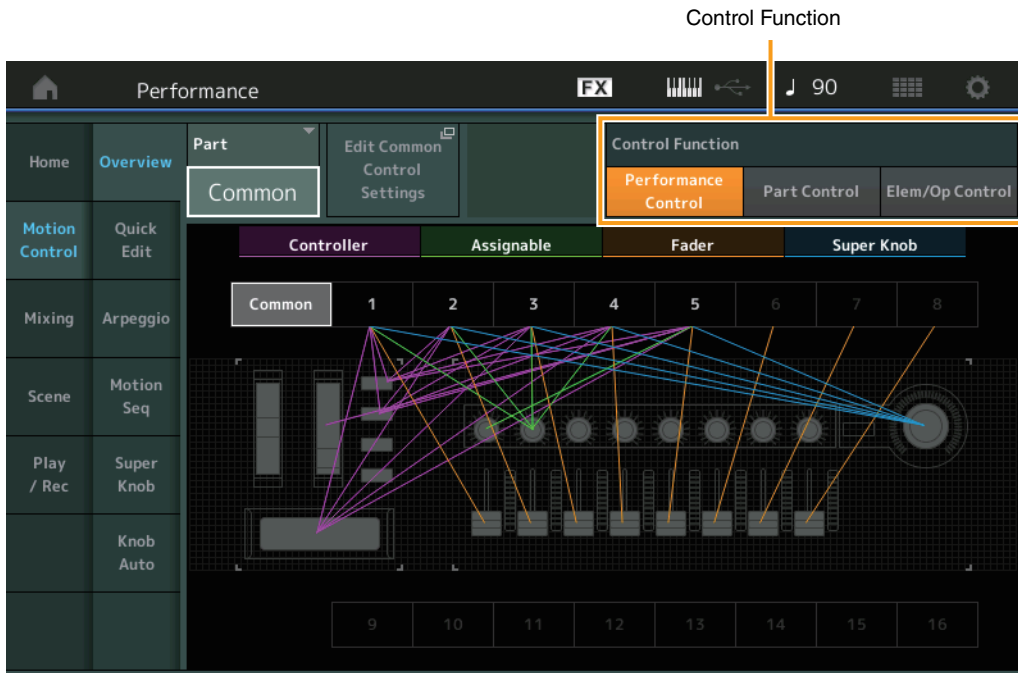 Control Function
Performance
FX
90
Home
Overview
Part
Common
Edit Common
Control
Settings
Control Function
Performance
Control
Part Control
Elem/Op Control
Motion
Control
Quick
Edit
Controller
Assignable
Fader
Super Knob
Common 1 2 3 4 5 6 7 8
Mixing
Arpeggio
Scene
Motion
Seq
Play
/ Rec
Super
Knob
Knob
Auto
9 10 11 12 13 14 15 16